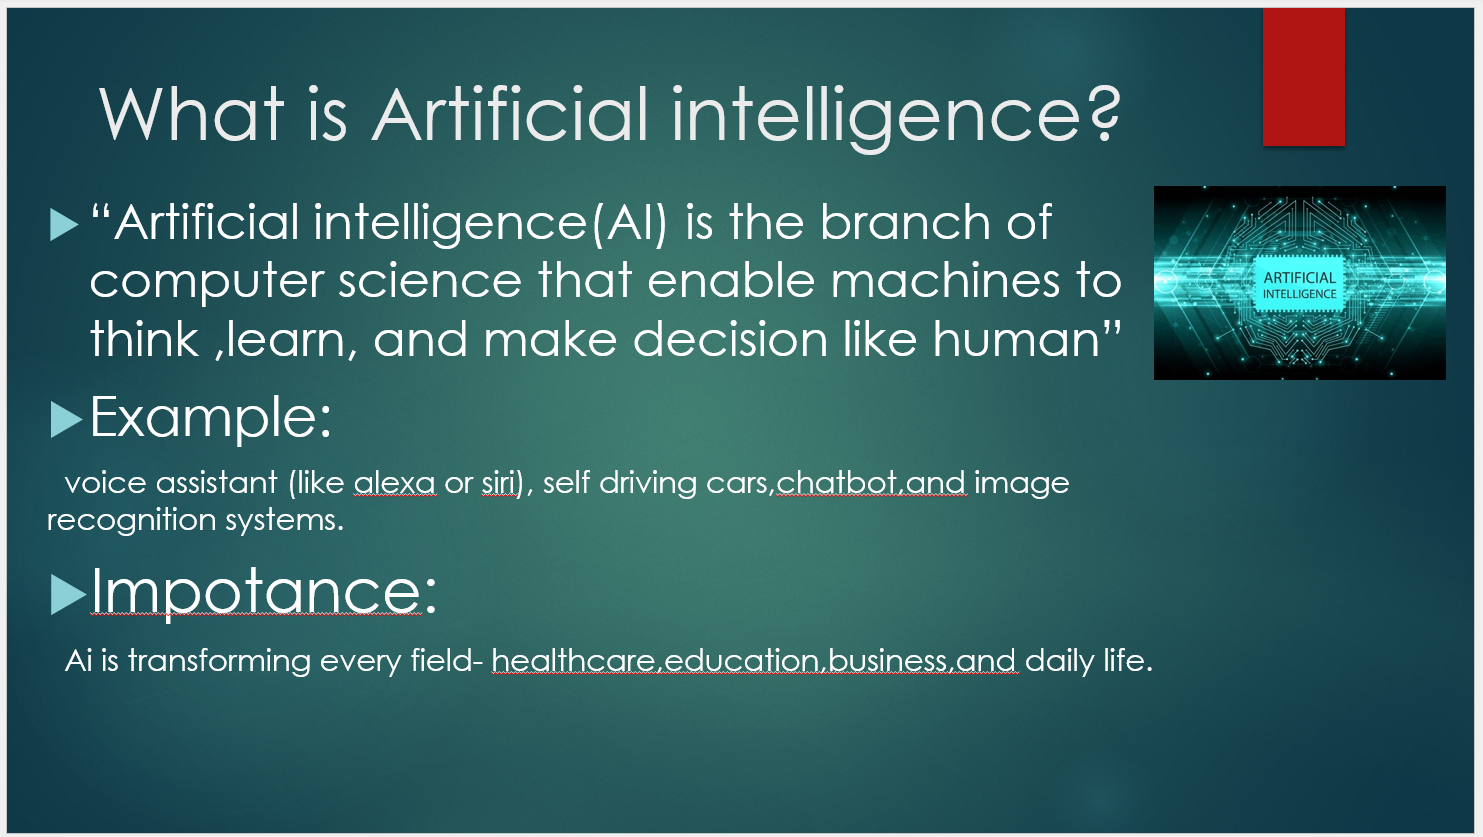 What is Artificial intelligence?
“Artificial intelligence(AI) is the branch of
computer science that enable machines to
think ,learn, and make decision like human”
ARTIFICIAL
INTELLIGENCE
Example:
voice assistant (like alexa or siri), self driving cars,chatbot,and image
recognition systems.
Impotance:
Ai is transforming every field- healthcare,education,business,and daily life.